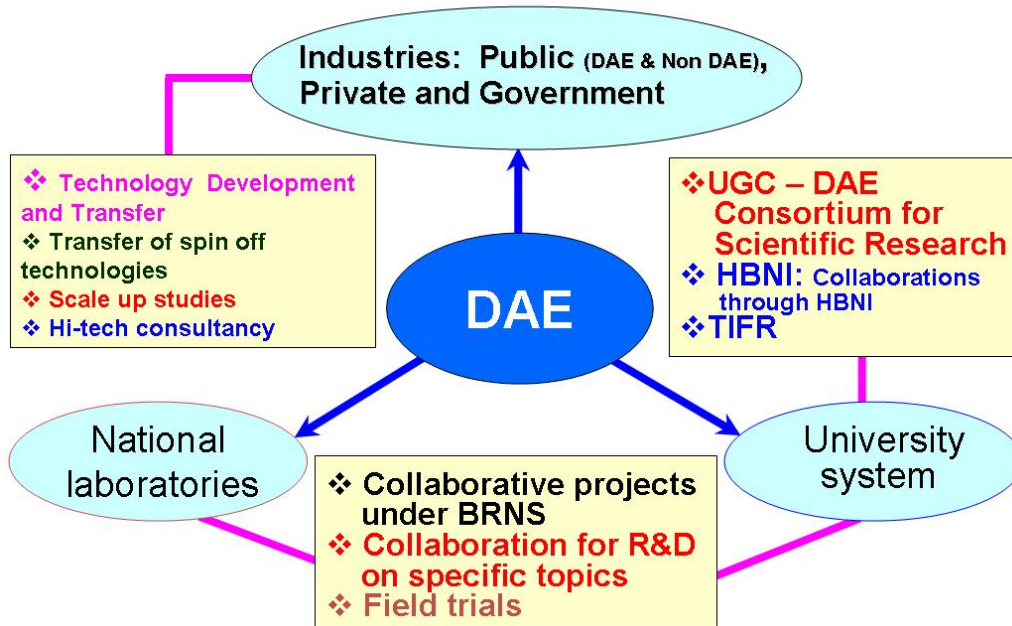 Industries: Public (DAE & Non DAE),
Private and Government
❖ Technology Development
and Transfer
❖ Transfer of spin off
technologies
❖ Scale up studies
❖ Hi-tech consultancy
❖UGC – DAE
Consortium for
Scientific Research
❖ HBNI: Collaborations
through HBNI
❖TIFR
DAE
National
laboratories
University
system
❖ Collaborative projects
under BRNS
❖ Collaboration for R&D
on specific topics
❖ Field trials